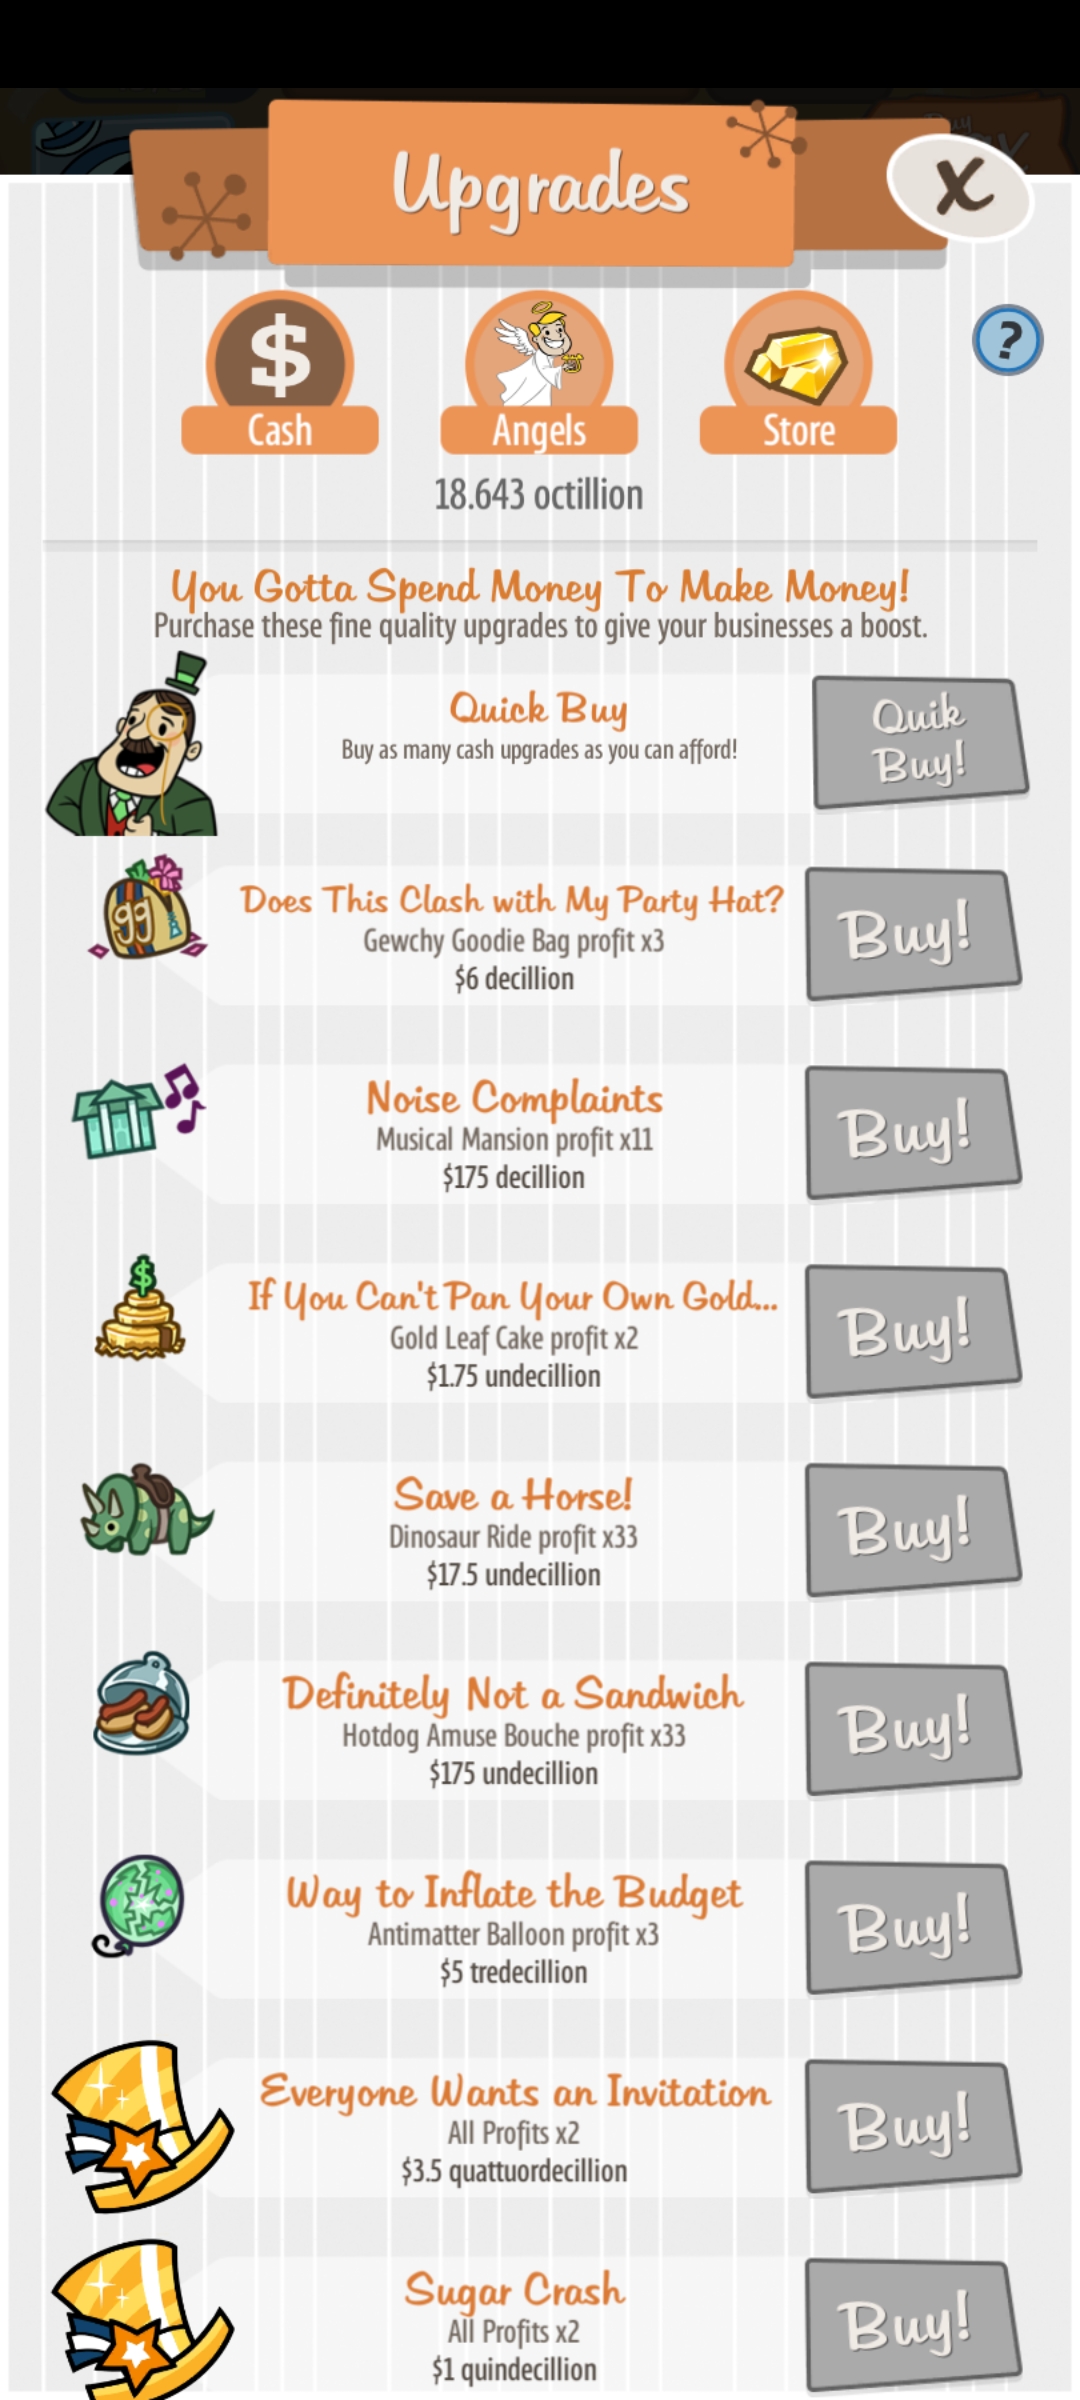 Upgrades
X
$
?
Cash
Angels
Store
18.643 octillion
You Gotta Spend Money To Make Money!
Purchase these fine quality upgrades to give your businesses a boost.
Quick Buy
Buy as many cash upgrades as you can afford!
Quik
Buy!
gg
Does This Clash with My Party Hat?
Gewchy Goodie Bag profit x3
$6 decillion
Buy!
Noise Complaints
Musical Mansion profit x11
$175 decillion
Buy!
$
If You Can't Pan Your Own Gold...
Gold Leaf Cake profit x2
$1.75 undecillion
Buy!
Save a Horse!
Dinosaur Ride profit x33
$17.5 undecillion
Buy!
Definitely Not a Sandwich
Hotdog Amuse Bouche profit x33
$175 undecillion
Buy!
Way to Inflate the Budget
Antimatter Balloon profit x3
$5 tredecillion
Buy!
Everyone Wants an Invitation
All Profits x2
$3.5 quattuordecillion
Buy!
Sugar Crash
All Profits x2
$1 quindecillion
Buy!